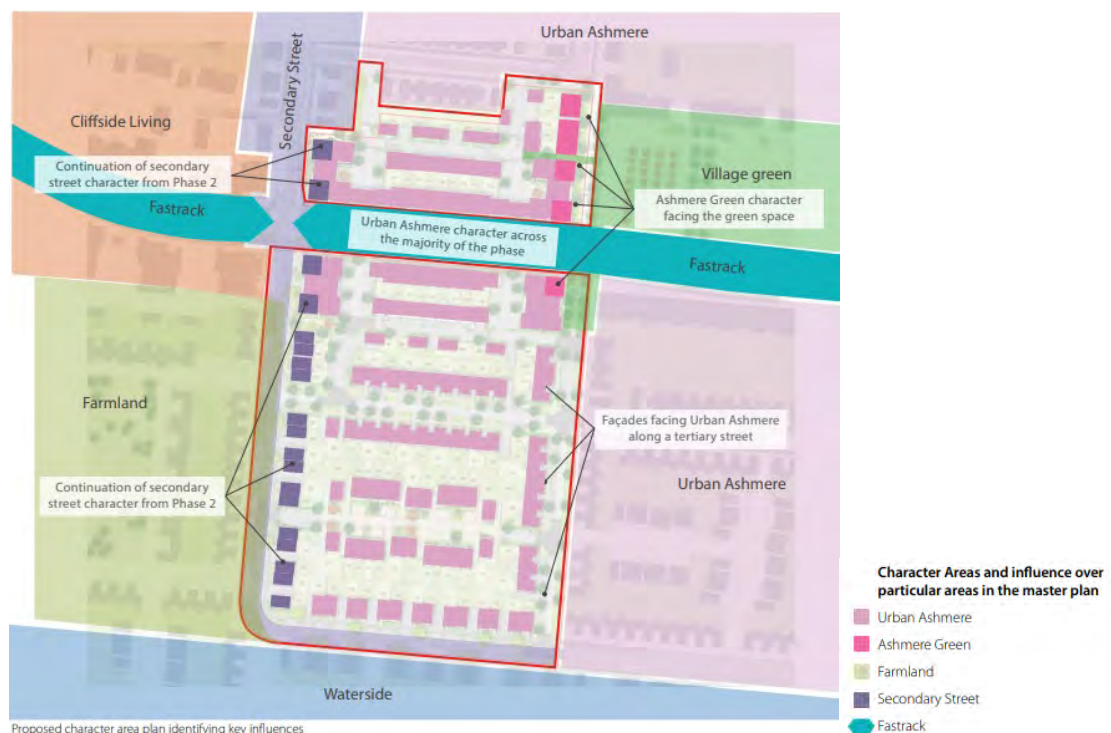 Urban Ashmere
Secondary Street
Cliffside Living
Continuation of secondary
street character from Phase 2
Village green
Ashmere Green character
facing the green space
Fastrack
Urban Ashmere character across
the majority of the phase
Fastrack
Farmland
Façades facing Urban Ashmere
along a tertiary street
Continuation of secondary
street character from Phase 2
Urban Ashmere
Waterside
Proposed character area plan identifying key influences
Character Areas and influence over
particular areas in the master plan
Urban Ashmere
Ashmere Green
Farmland
Secondary Street
Fastrack